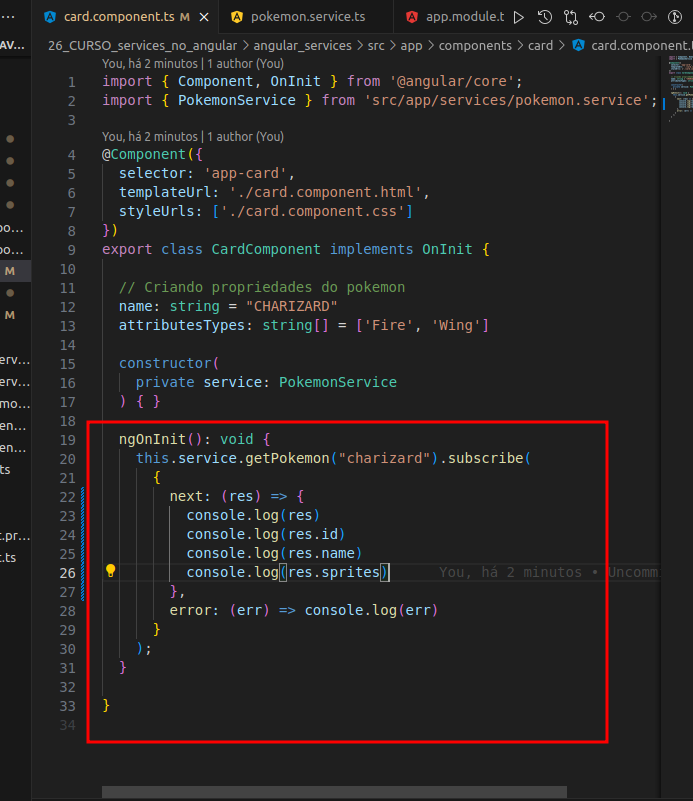 card.component.ts M
pokemon.service.ts
app.module.t
AV...
26_CURSO_services_no_angular > angular_services > src > app > components > card > card.component.
You, há 2 minutos | 1 author (You)
1 import { Component, OnInit } from '@angular/core';
2 import { PokemonService } from 'src/app/services/pokemon.service';
3
You, há 2 minutos | 1 author (You)
4 @Component({
5 selector: 'app-card',
6 templateUrl: './card.component.html',
7 styleUrls: ['./card.component.css']
8 })
9 export class CardComponent implements OnInit {
10
11 // Criando propriedades do pokemon
12 name: string = "CHARIZARD"
13 attributesTypes: string[] = ['Fire', 'Wing']
14
15 constructor(
16 private service: PokemonService
17 ) { }
18
19 ngOnInit(): void {
20 this.service.getPokemon("charizard").subscribe(
21 {
22 next: (res) => {
23 console.log(res)
24 console.log(res.id)
25 console.log(res.name)
26 console.log(res.sprites) You, há 2 minutos • Uncomm
27 },
28 error: (err) => console.log(err)
29 }
30 );
31 }
32
33 }
34
po...
po...
M
M
erv...
erv...
mo...
en...
en...
ts
t.pr...
t.ts